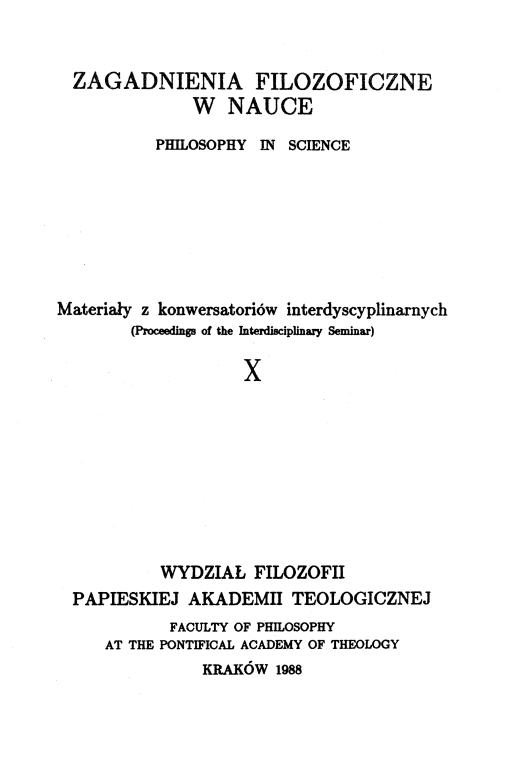 ZAGADNIENIA FILOZOFICZNE
W NAUCE
PHILOSOPHY IN SCIENCE
Materiały z konwersatoriów interdyscyplinarnych
(Proceedings of the Interdisciplinary Seminar)
X
WYDZIAŁ FILOZOFII
PAPIESKIEJ AKADEMII TEOLOGICZNEJ
FACULTY OF PHILOSOPHY
AT THE PONTIFICAL ACADEMY OF THEOLOGY
KRAKÓW 1988